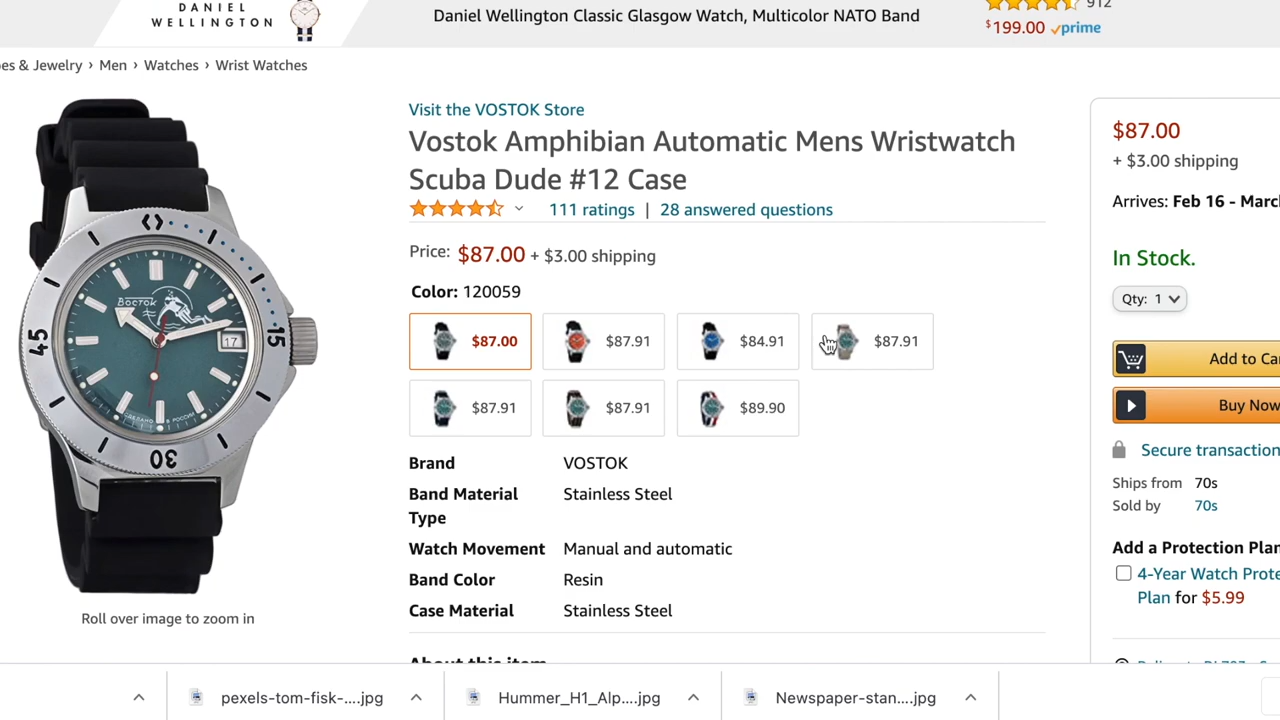 DANIEL
WELLINGTON
Daniel Wellington Classic Glasgow Watch, Multicolor NATO Band
912
$199.00 prime
es & Jewelry › Men › Watches › Wrist Watches
Visit the VOSTOK Store
Vostok Amphibian Automatic Mens Wristwatch
Scuba Dude #12 Case
111 ratings | 28 answered questions
Price: $87.00 + $3.00 shipping
Color: 120059
$87.00 $87.91 $84.91 $87.91
$87.91 $87.91 $89.90
Brand VOSTOK
Band Material Stainless Steel
Type
Watch Movement Manual and automatic
Band Color Resin
Case Material Stainless Steel
About this item
ВОСТОК
15
17
30
45
СДЕЛАНО В РОССИИ
Roll over image to zoom in
$87.00
+ $3.00 shipping
Arrives: Feb 16 - Marc
In Stock.
Qty: 1
Add to Ca
Buy Now
Secure transaction
Ships from 70s
Sold by 70s
Add a Protection Plan
4-Year Watch Prote
Plan for $5.99
pexels-tom-fisk-....jpg
Hummer_H1_Alp....jpg
Newspaper-stan....jpg